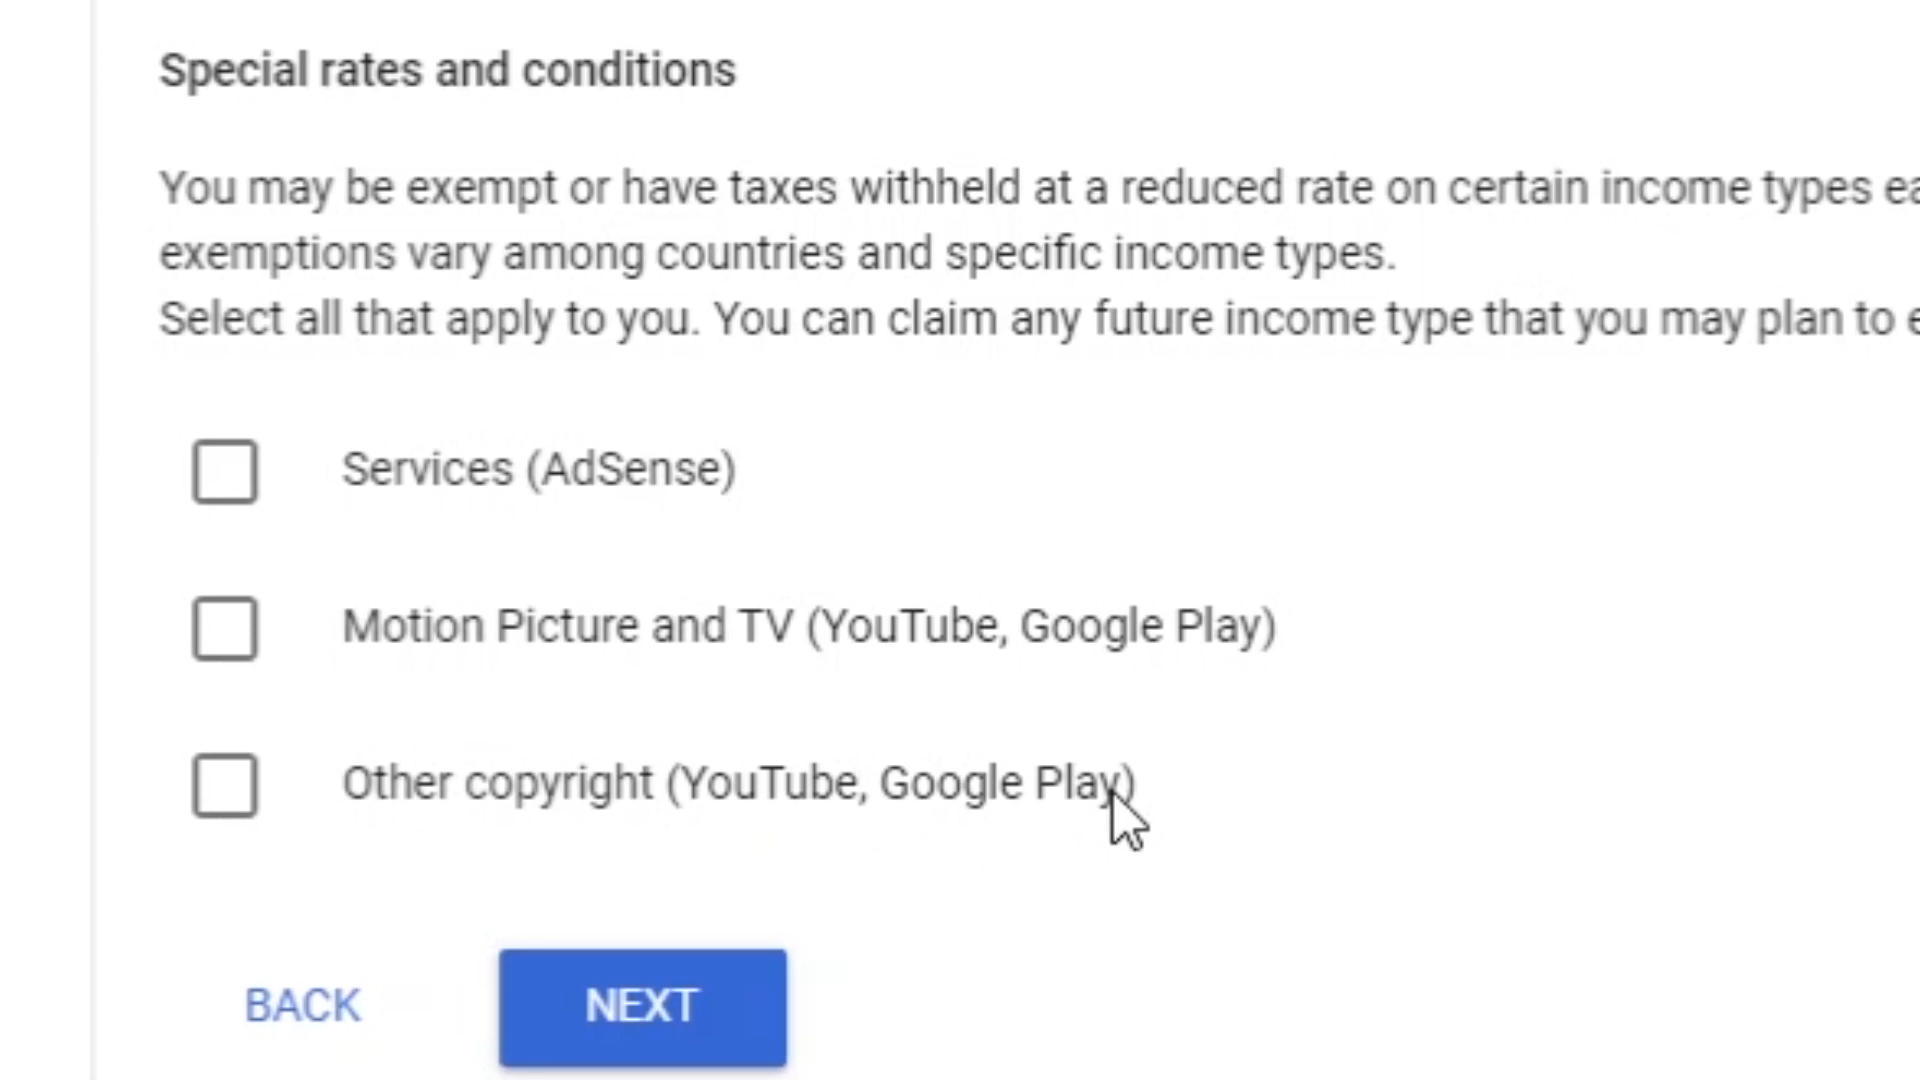 Special rates and conditions
You may be exempt or have taxes withheld at a reduced rate on certain income types
exemptions vary among countries and specific income types.
Select all that apply to you. You can claim any future income type that you may plan to
Services (AdSense)
Motion Picture and TV (YouTube, Google Play)
Other copyright (YouTube, Google Play)
BACK
NEXT